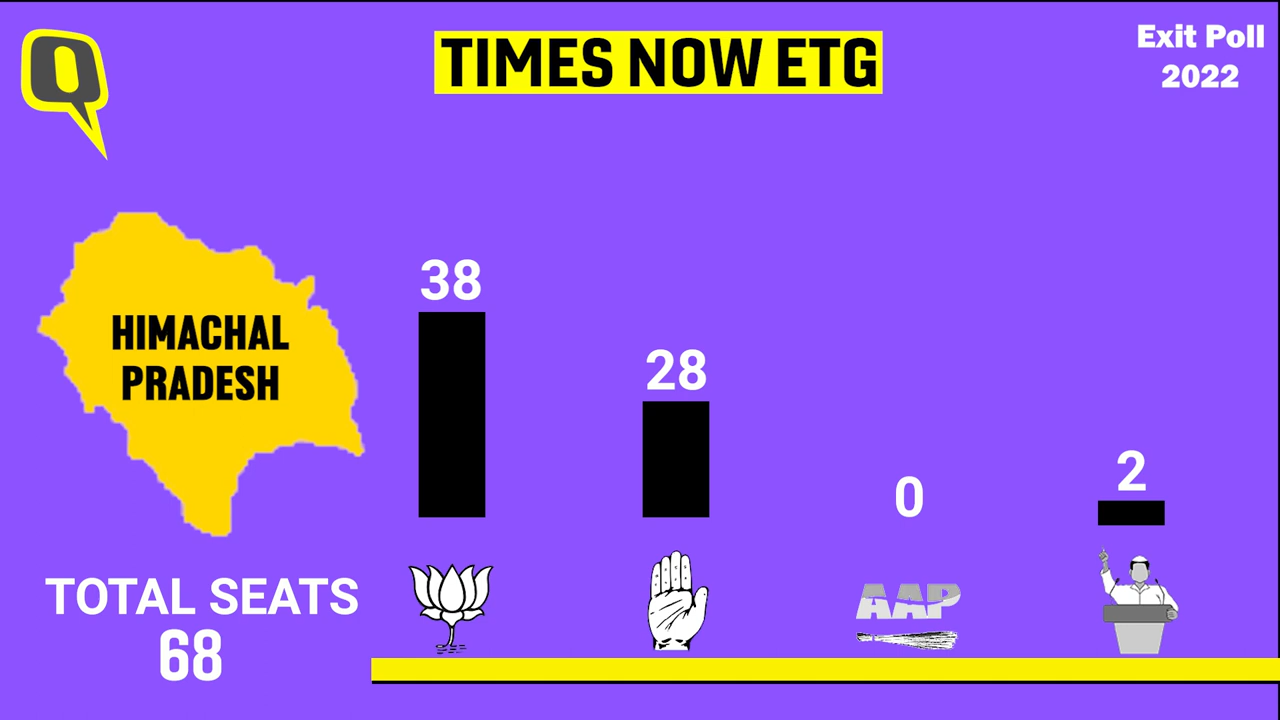 Q
TIMES NOW ETG
Exit Poll
2022
HIMACHAL
PRADESH
TOTAL SEATS
68
38
28
0
2
AAP